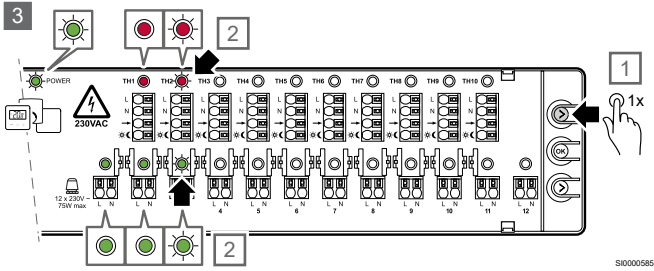 3
2
1
1x
POWER
TH1 TH2 TH3 TH4 TH5 TH6 TH7 TH8 TH9 TH10
L L L L L L L L L L
N N N N N N N N N N
230VAC
OK
12 x 230V ~
75W max
L N L N L L N L N L N L N L N L N L N L N
4 5 6 7 8 9 10 11 12
2
SI0000585